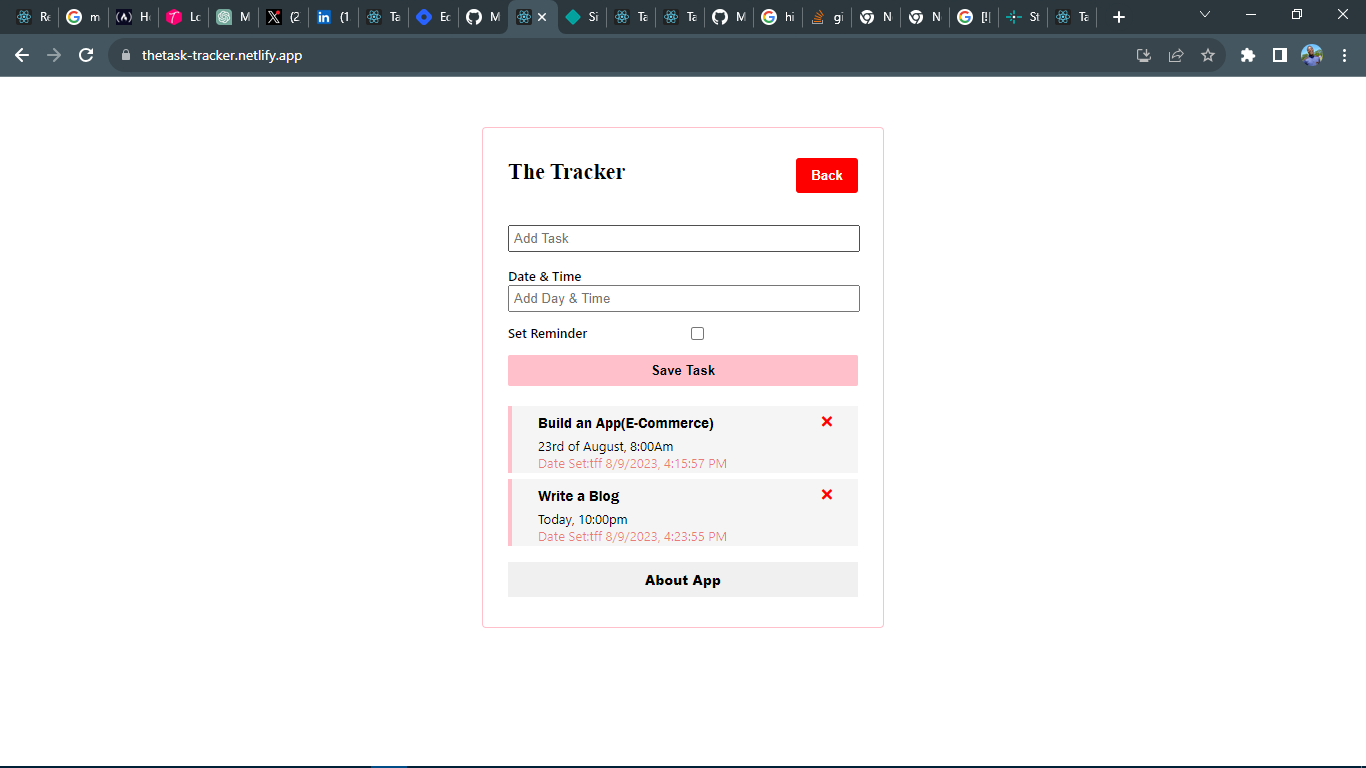 Re
m
Ho
Lo
M
(2
(1
Ta
Ec
M
Si
Ta
Ta
M
hi
gi
N
N
[!
St
Ta
thetask-tracker.netlify.app
The Tracker
Back
Add Task
Date & Time
Add Day & Time
Set Reminder
Save Task
Build an App(E-Commerce)
23rd of August, 8:00Am
Date Set:tff 8/9/2023, 4:15:57 PM
Write a Blog
Today, 10:00pm
Date Set:tff 8/9/2023, 4:23:55 PM
About App